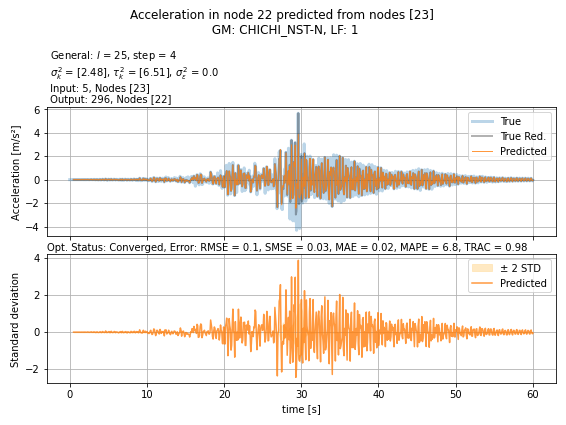 Acceleration in node 22 predicted from nodes [23]
GM: CHICHI_NST-N, LF: 1
General: l = 25, step = 4
σ²ₖ = [2.48], τ²ₖ = [6.51], σ²ε = 0.0
Input: 5, Nodes [23]
Output: 296, Nodes [22]
Acceleration [m/s²]
6
4
2
0
−2
−4
True
True Red.
Predicted
Opt. Status: Converged, Error: RMSE = 0.1, SMSE = 0.03, MAE = 0.02, MAPE = 6.8, TRAC = 0.98
Standard deviation
4
2
0
−2
± 2 STD
Predicted
0 10 20 30 40 50 60
time [s]